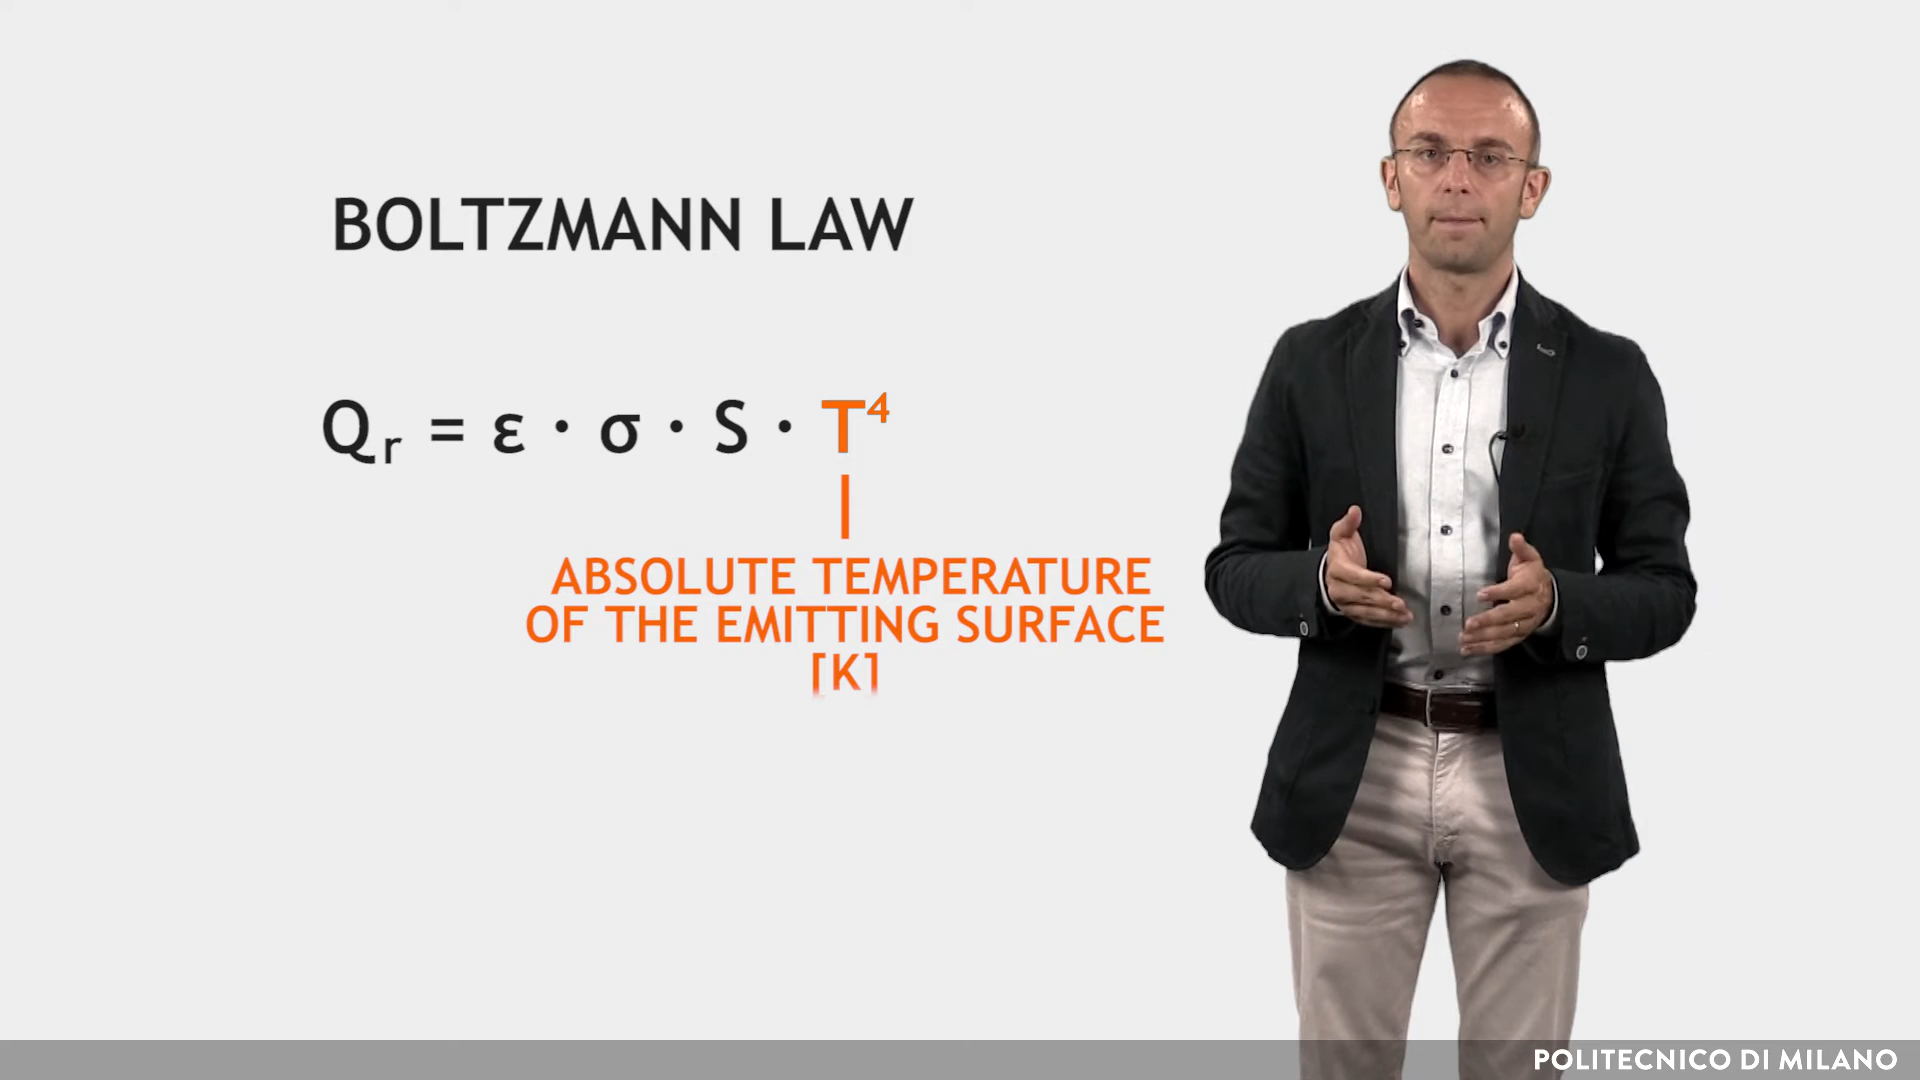 BOLTZMANN LAW
Qᵣ = ε · σ · S · T⁴
ABSOLUTE TEMPERATURE
OF THE EMITTING SURFACE
[K]
POLITECNICO DI MILANO